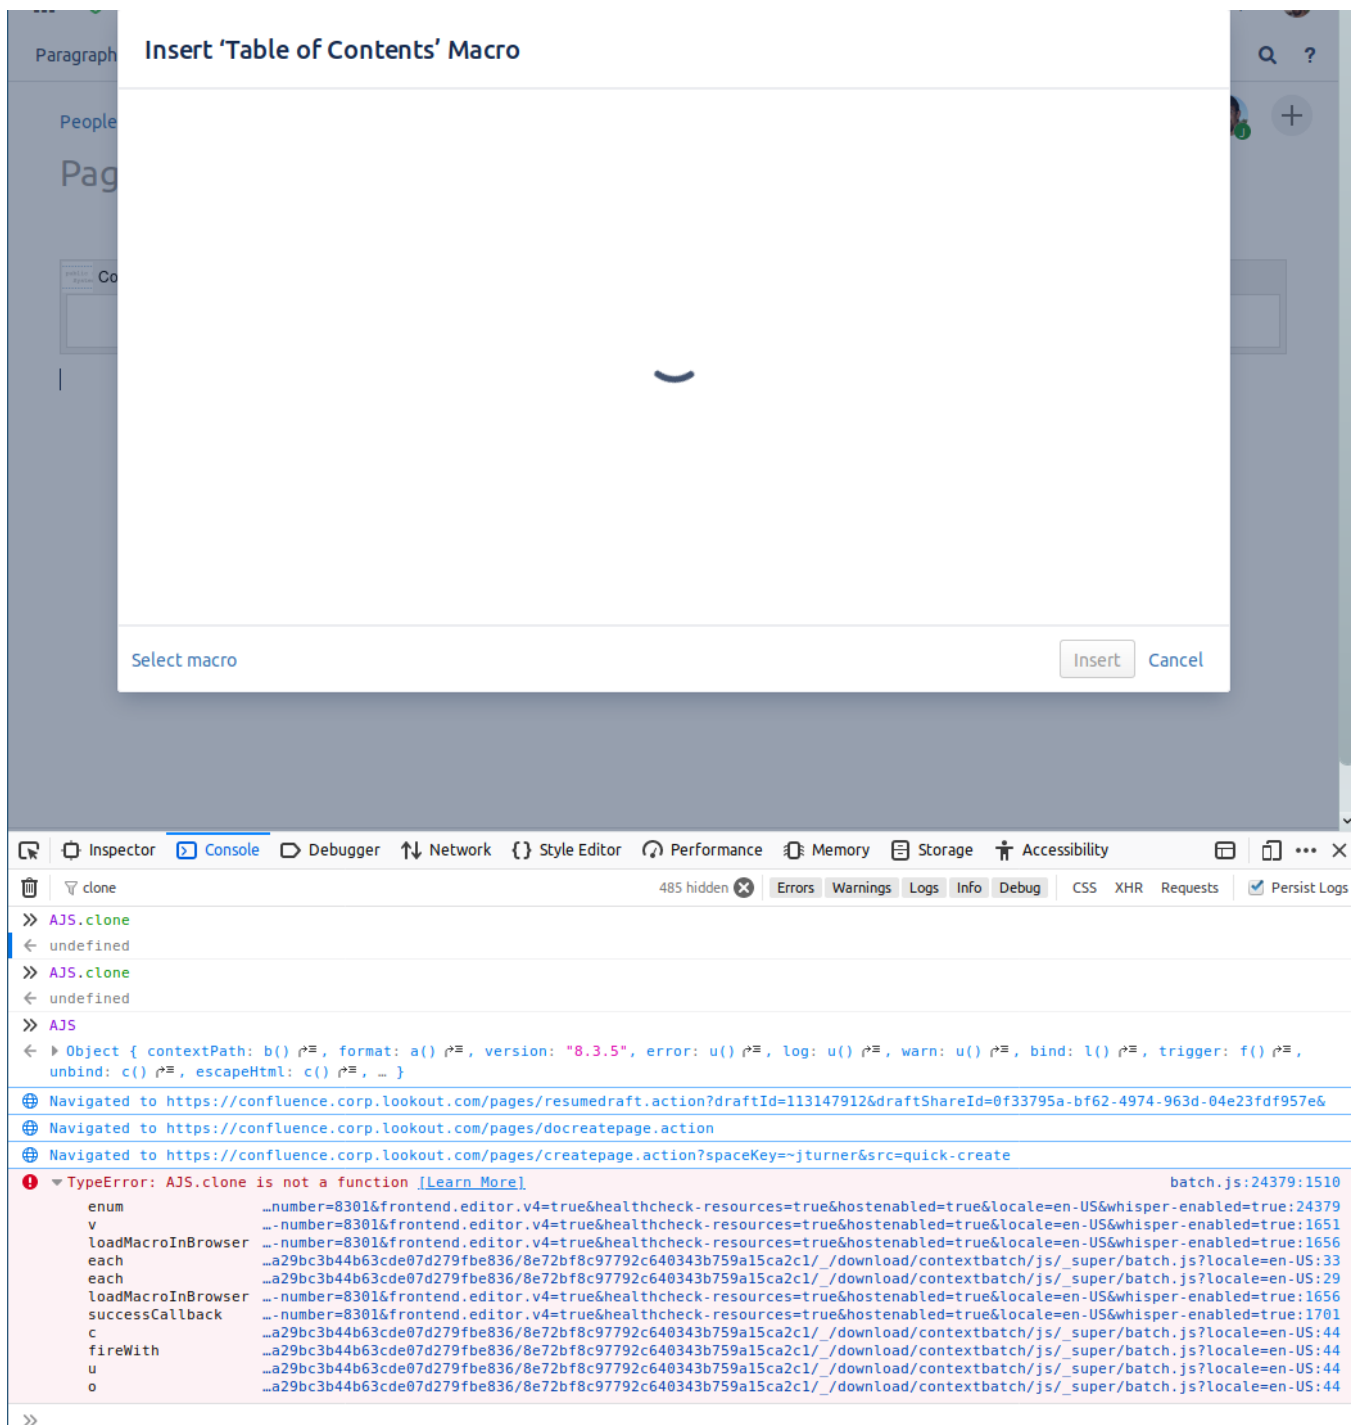 Insert ‘Table of Contents’ Macro
Paragraph
?
People
J
Pag
Co
Select macro
Insert Cancel
Inspector Console Debugger Network {} Style Editor Performance Memory Storage Accessibility
clone 485 hidden Errors Warnings Logs Info Debug CSS XHR Requests Persist Logs
AJS.clone
undefined
AJS.clone
undefined
AJS
Object { contextPath: b(), format: a(), version: "8.3.5", error: u(), log: u(), warn: u(), bind: l(), trigger: f(),
unbind: c(), escapeHtml: c(), … }
Navigated to https://confluence.corp.lookout.com/pages/resumedraft.action?draftId=113147912&draftShareId=0f33795a-bf62-4974-963d-04e23fdf957e&
Navigated to https://confluence.corp.lookout.com/pages/docreatepage.action
Navigated to https://confluence.corp.lookout.com/pages/createpage.action?spaceKey=~jturner&src=quick-create
TypeError: AJS.clone is not a function [Learn More] batch.js:24379:1510
enum …number=8301&frontend.editor.v4=true&healthcheck-resources=true&hostenabled=true&locale=en-US&whisper-enabled=true:24379
v …-number=8301&frontend.editor.v4=true&healthcheck-resources=true&hostenabled=true&locale=en-US&whisper-enabled=true:1651
loadMacroInBrowser …-number=8301&frontend.editor.v4=true&healthcheck-resources=true&hostenabled=true&locale=en-US&whisper-enabled=true:1656
each …a29bc3b44b63cde07d279fbe836/8e72bf8c97792c640343b759a15ca2c1/_/download/contextbatch/js/_super/batch.js?locale=en-US:33
each …a29bc3b44b63cde07d279fbe836/8e72bf8c97792c640343b759a15ca2c1/_/download/contextbatch/js/_super/batch.js?locale=en-US:29
loadMacroInBrowser …-number=8301&frontend.editor.v4=true&healthcheck-resources=true&hostenabled=true&locale=en-US&whisper-enabled=true:1656
successCallback …-number=8301&frontend.editor.v4=true&healthcheck-resources=true&hostenabled=true&locale=en-US&whisper-enabled=true:1701
c …a29bc3b44b63cde07d279fbe836/8e72bf8c97792c640343b759a15ca2c1/_/download/contextbatch/js/_super/batch.js?locale=en-US:44
fireWith …a29bc3b44b63cde07d279fbe836/8e72bf8c97792c640343b759a15ca2c1/_/download/contextbatch/js/_super/batch.js?locale=en-US:44
u …a29bc3b44b63cde07d279fbe836/8e72bf8c97792c640343b759a15ca2c1/_/download/contextbatch/js/_super/batch.js?locale=en-US:44
o …a29bc3b44b63cde07d279fbe836/8e72bf8c97792c640343b759a15ca2c1/_/download/contextbatch/js/_super/batch.js?locale=en-US:44